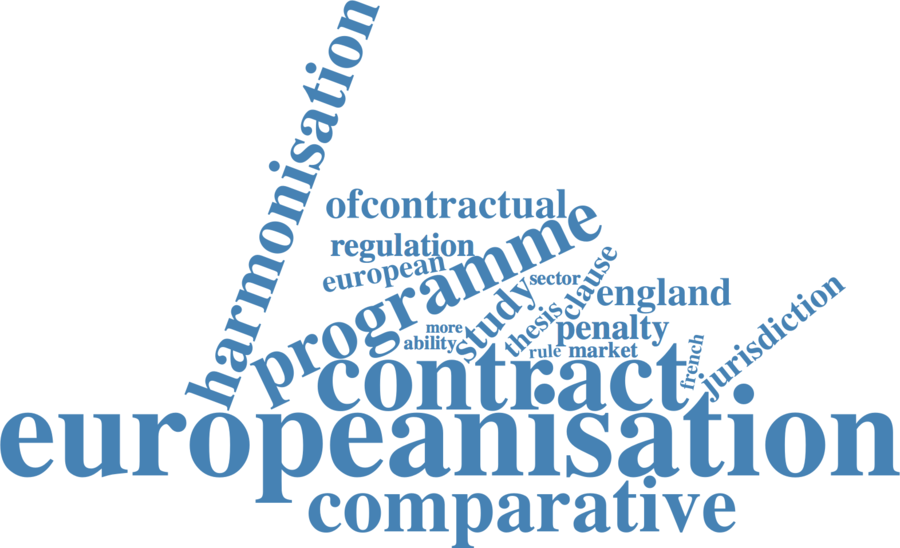 harmonisation
ofcontractual
regulation
european
programme
sector
clause
study
england
more
ability
thesis
penalty
rule
market
french
jurisdiction
contract
europeanisation
comparative